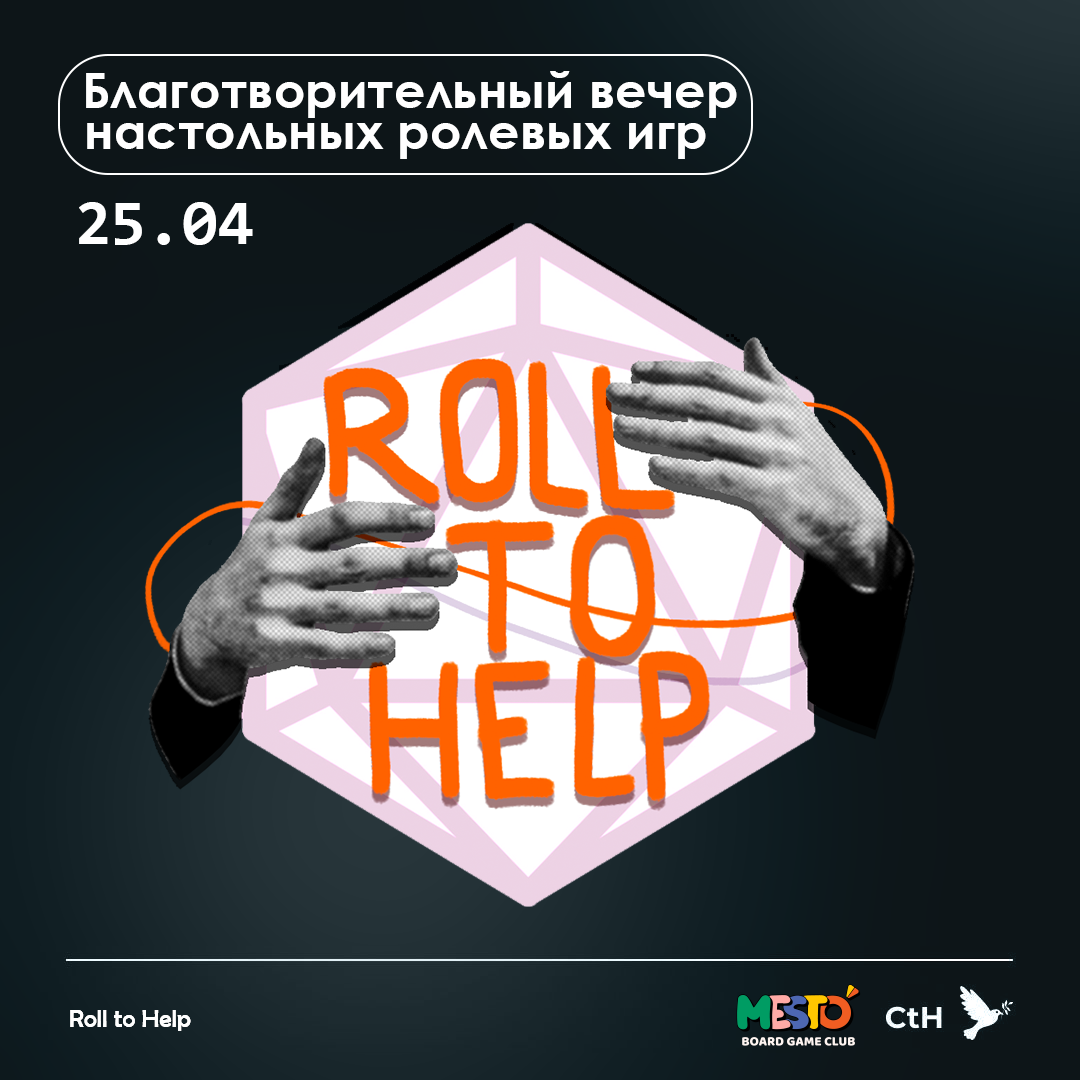 Благотворительный вечер
настольных ролевых игр
25.04
ROLL
TO
HELP
Roll to Help
MESTO
BOARD GAME CLUB
CtH